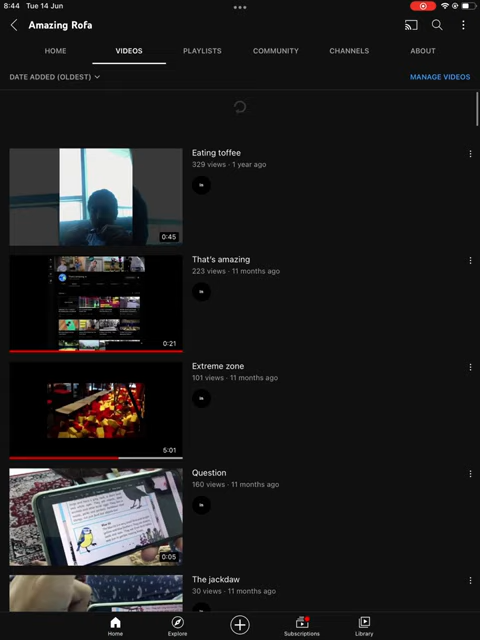 8:44 Tue 14 Jun
Amazing Rofa
HOME VIDEOS PLAYLISTS COMMUNITY CHANNELS ABOUT
DATE ADDED (OLDEST) MANAGE VIDEOS
Eating toffee
329 views · 1 year ago
0:45
That's amazing
223 views · 11 months ago
0:21
Extreme zone
101 views · 11 months ago
5:01
Question
160 views · 11 months ago
0:05
The jackdaw
30 views · 11 months ago
Home Explore Subscriptions Library